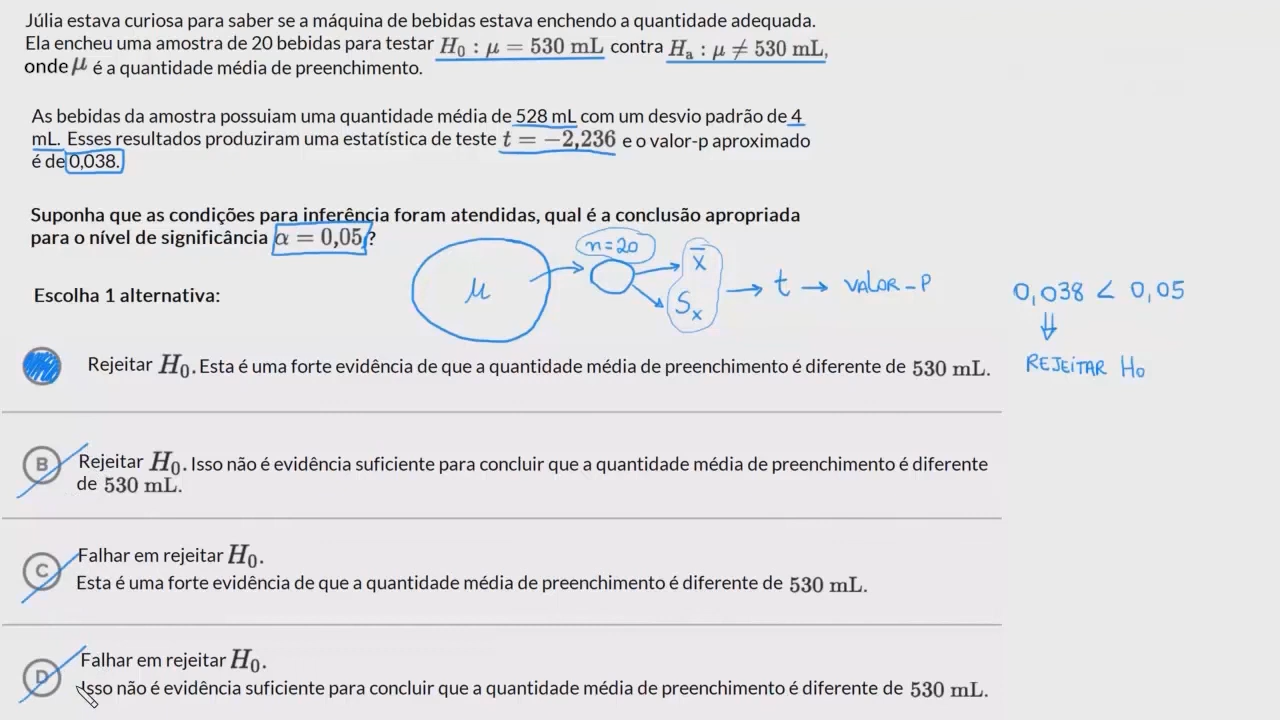 Júlia estava curiosa para saber se a máquina de bebidas estava enchendo a quantidade adequada.
Ela encheu uma amostra de 20 bebidas para testar H₀ : μ = 530 mL contra Hₐ : μ ≠ 530 mL,
onde μ é a quantidade média de preenchimento.
As bebidas da amostra possuiam uma quantidade média de 528 mL com um desvio padrão de 4
mL. Esses resultados produziram uma estatística de teste t = −2,236 e o valor-p aproximado
é de 0,038.
Suponha que as condições para inferência foram atendidas, qual é a conclusão apropriada
para o nível de significância α = 0,05 ?
μ
n=20
x̄
Sₓ
t
VALOR-P
0,038 < 0,05
REJEITAR H₀
Escolha 1 alternativa:
Rejeitar H₀. Esta é uma forte evidência de que a quantidade média de preenchimento é diferente de 530 mL.
B Rejeitar H₀. Isso não é evidência suficiente para concluir que a quantidade média de preenchimento é diferente
de 530 mL.
C Falhar em rejeitar H₀.
Esta é uma forte evidência de que a quantidade média de preenchimento é diferente de 530 mL.
D Falhar em rejeitar H₀.
Isso não é evidência suficiente para concluir que a quantidade média de preenchimento é diferente de 530 mL.